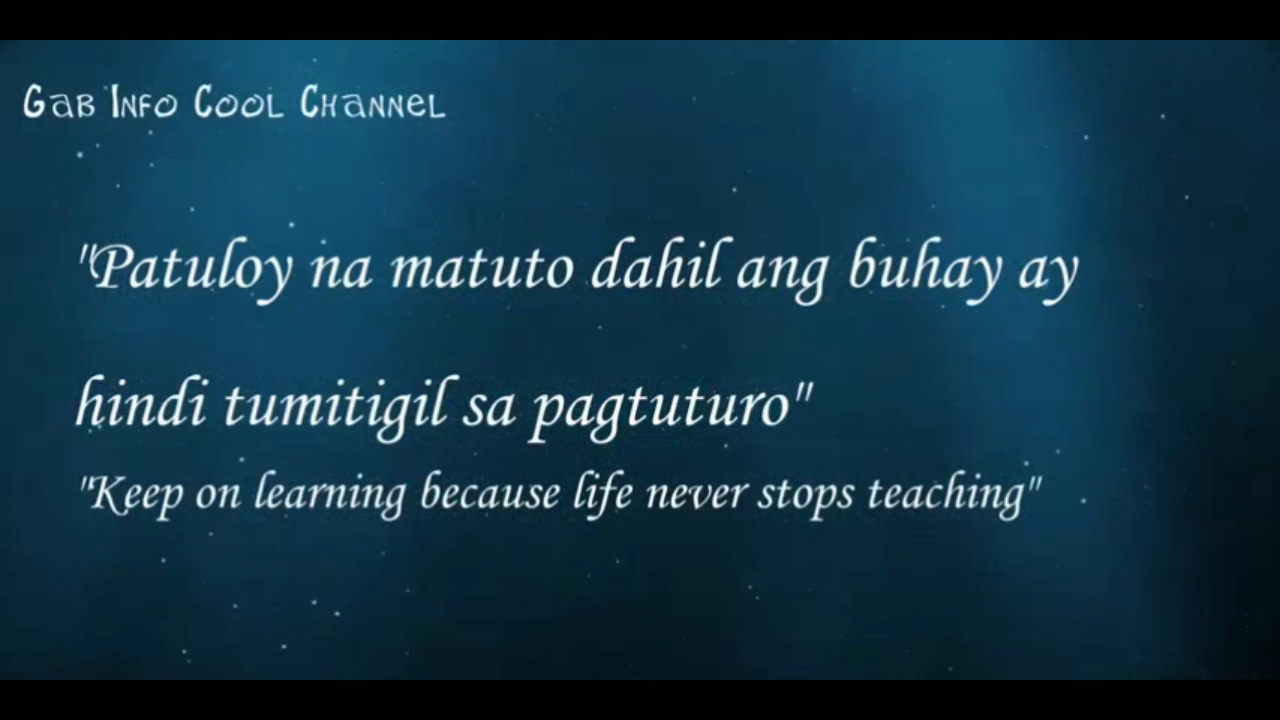 Gab Info Cool Channel
"Patuloy na matuto dahil ang buhay ay
hindi tumitigil sa pagtuturo"
"Keep on learning because life never stops teaching"